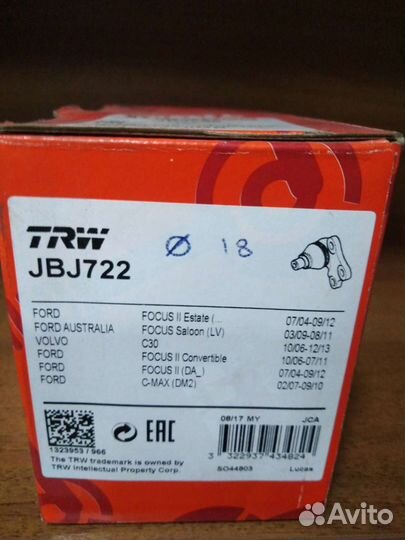 TRW
JBJ722
Ø 18
FORD FOCUS II Estate (... 07/04-09/12
FORD AUSTRALIA FOCUS Saloon (LV) 03/09-08/11
VOLVO C30 10/06-12/13
FORD FOCUS II Convertible 10/06-07/11
FORD FOCUS II (DA_) 07/04-09/12
FORD C-MAX (DM2) 02/07-09/10
EAC
08/17 MY JCA
1323953 / 966
3 322937 434824
The TRW trademark is owned by
TRW Intellectual Property Corp.
SO44803 Lucas
Avito